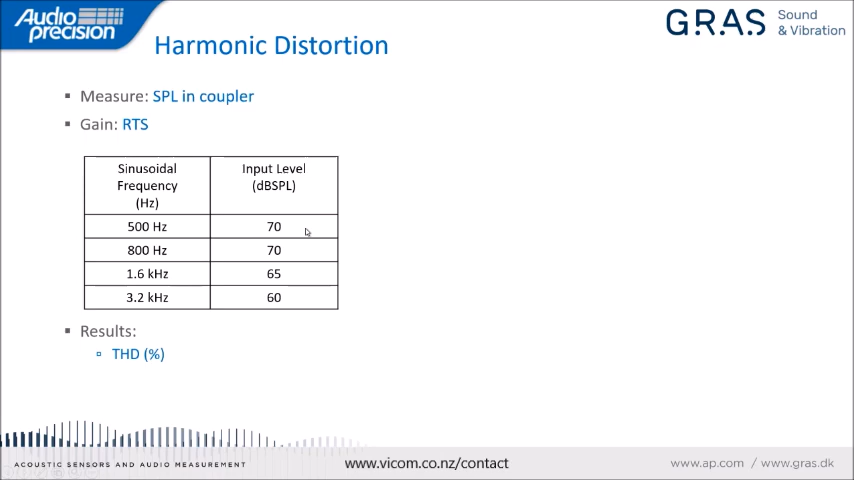 Audio
precision
GRAS Sound
& Vibration
Harmonic Distortion
▪ Measure: SPL in coupler
▪ Gain: RTS
Sinusoidal
Frequency
(Hz)
Input Level
(dBSPL)
500 Hz 70
800 Hz 70
1.6 kHz 65
3.2 kHz 60
▪ Results:
▫ THD (%)
ACOUSTIC SENSORS AND AUDIO MEASUREMENT
www.vicom.co.nz/contact
www.ap.com / www.gras.dk